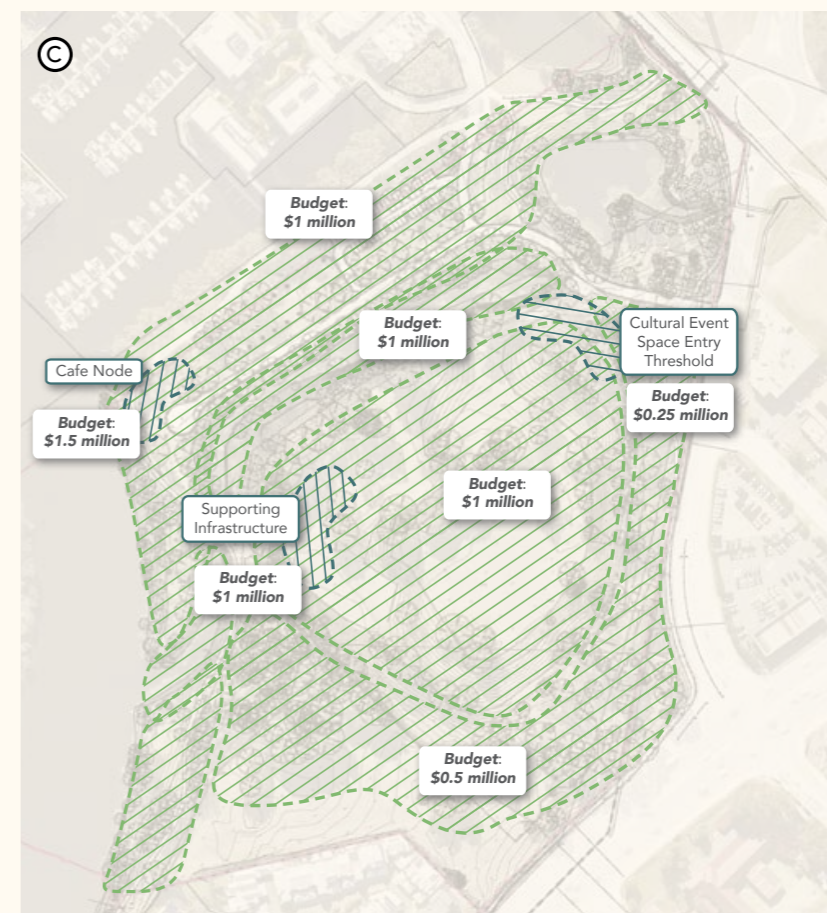 C
Budget:
$1 million
Budget:
$1 million
Cultural Event
Space Entry
Threshold
Cafe Node
Budget:
$0.25 million
Budget:
$1.5 million
Budget:
$1 million
Supporting
Infrastructure
Budget:
$1 million
Budget:
$0.5 million